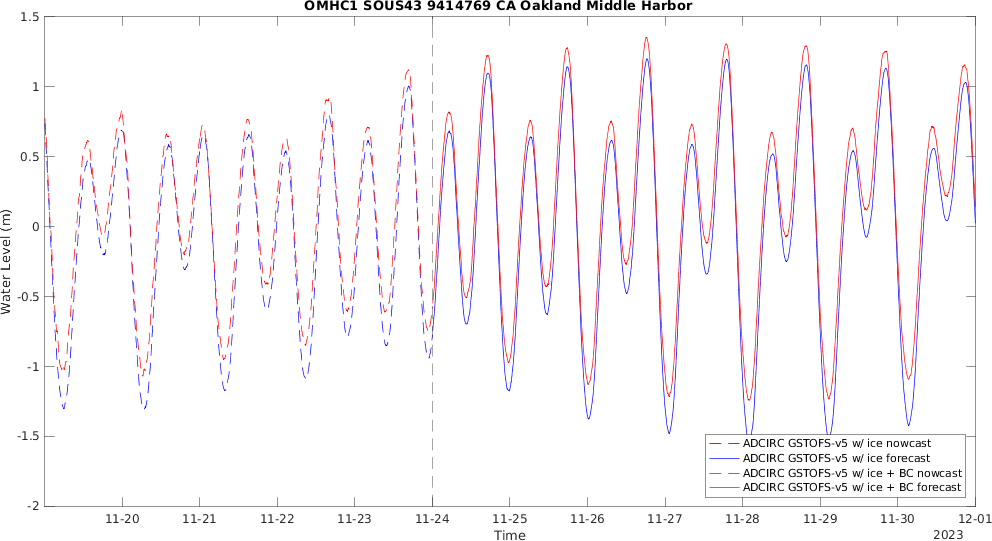 OMHC1 SOUS43 9414769 CA Oakland Middle Harbor
1.5
1
0.5
0
-0.5
-1
-1.5
-2
Water Level (m)
11-20 11-21 11-22 11-23 11-24 11-25 11-26 11-27 11-28 11-29 11-30 12-01
Time
2023
ADCIRC GSTOFS-v5 w/ ice nowcast
ADCIRC GSTOFS-v5 w/ ice forecast
ADCIRC GSTOFS-v5 w/ ice + BC nowcast
ADCIRC GSTOFS-v5 w/ ice + BC forecast